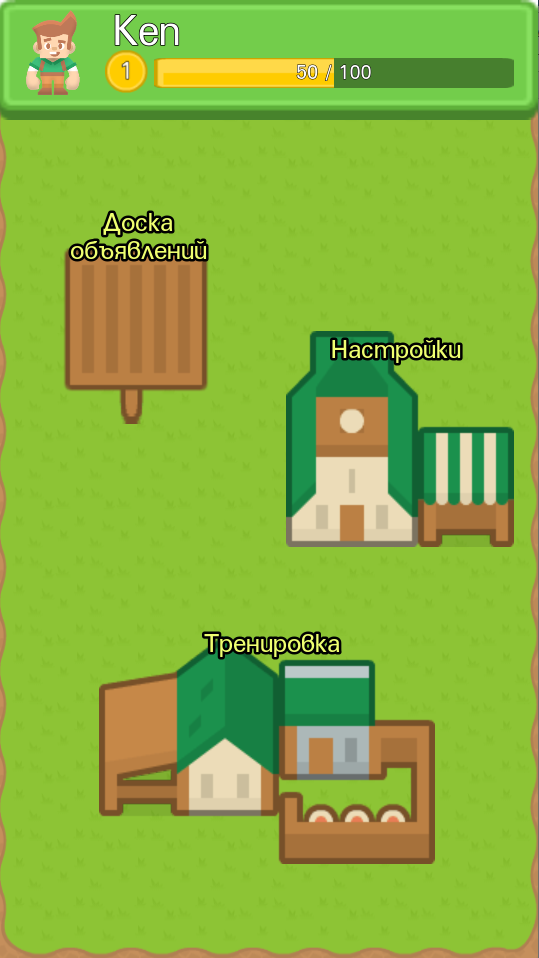 Ken
1
50 / 100
Доска
объявлений
Настройки
Тренировка